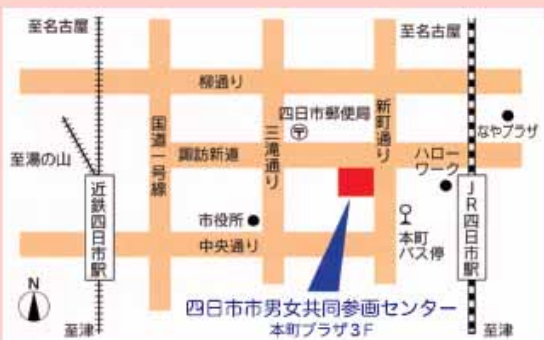 至名古屋
至名古屋
柳通り
四日市郵便局
〒
新町通り
なやプラザ
国道一号線
三滝通り
諏訪新道
ハロー
ワーク
至湯の山
近鉄四日市駅
市役所
JR四日市駅
中央通り
本町
バス停
N
四日市市男女共同参画センター
本町プラザ3F
至津
至津